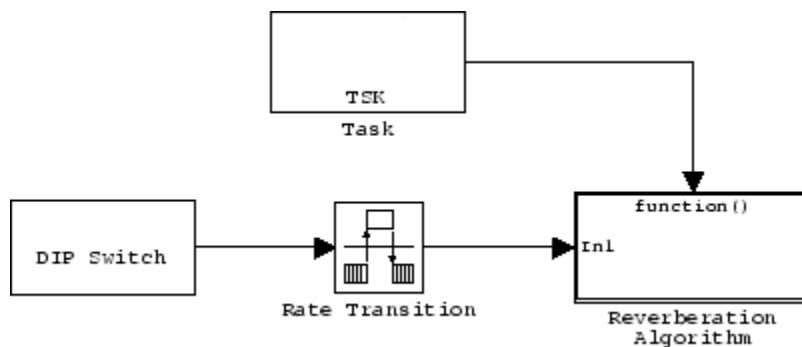 TSK
Task
function()
DIP Switch
In1
Rate Transition
Reverberation
Algorithm